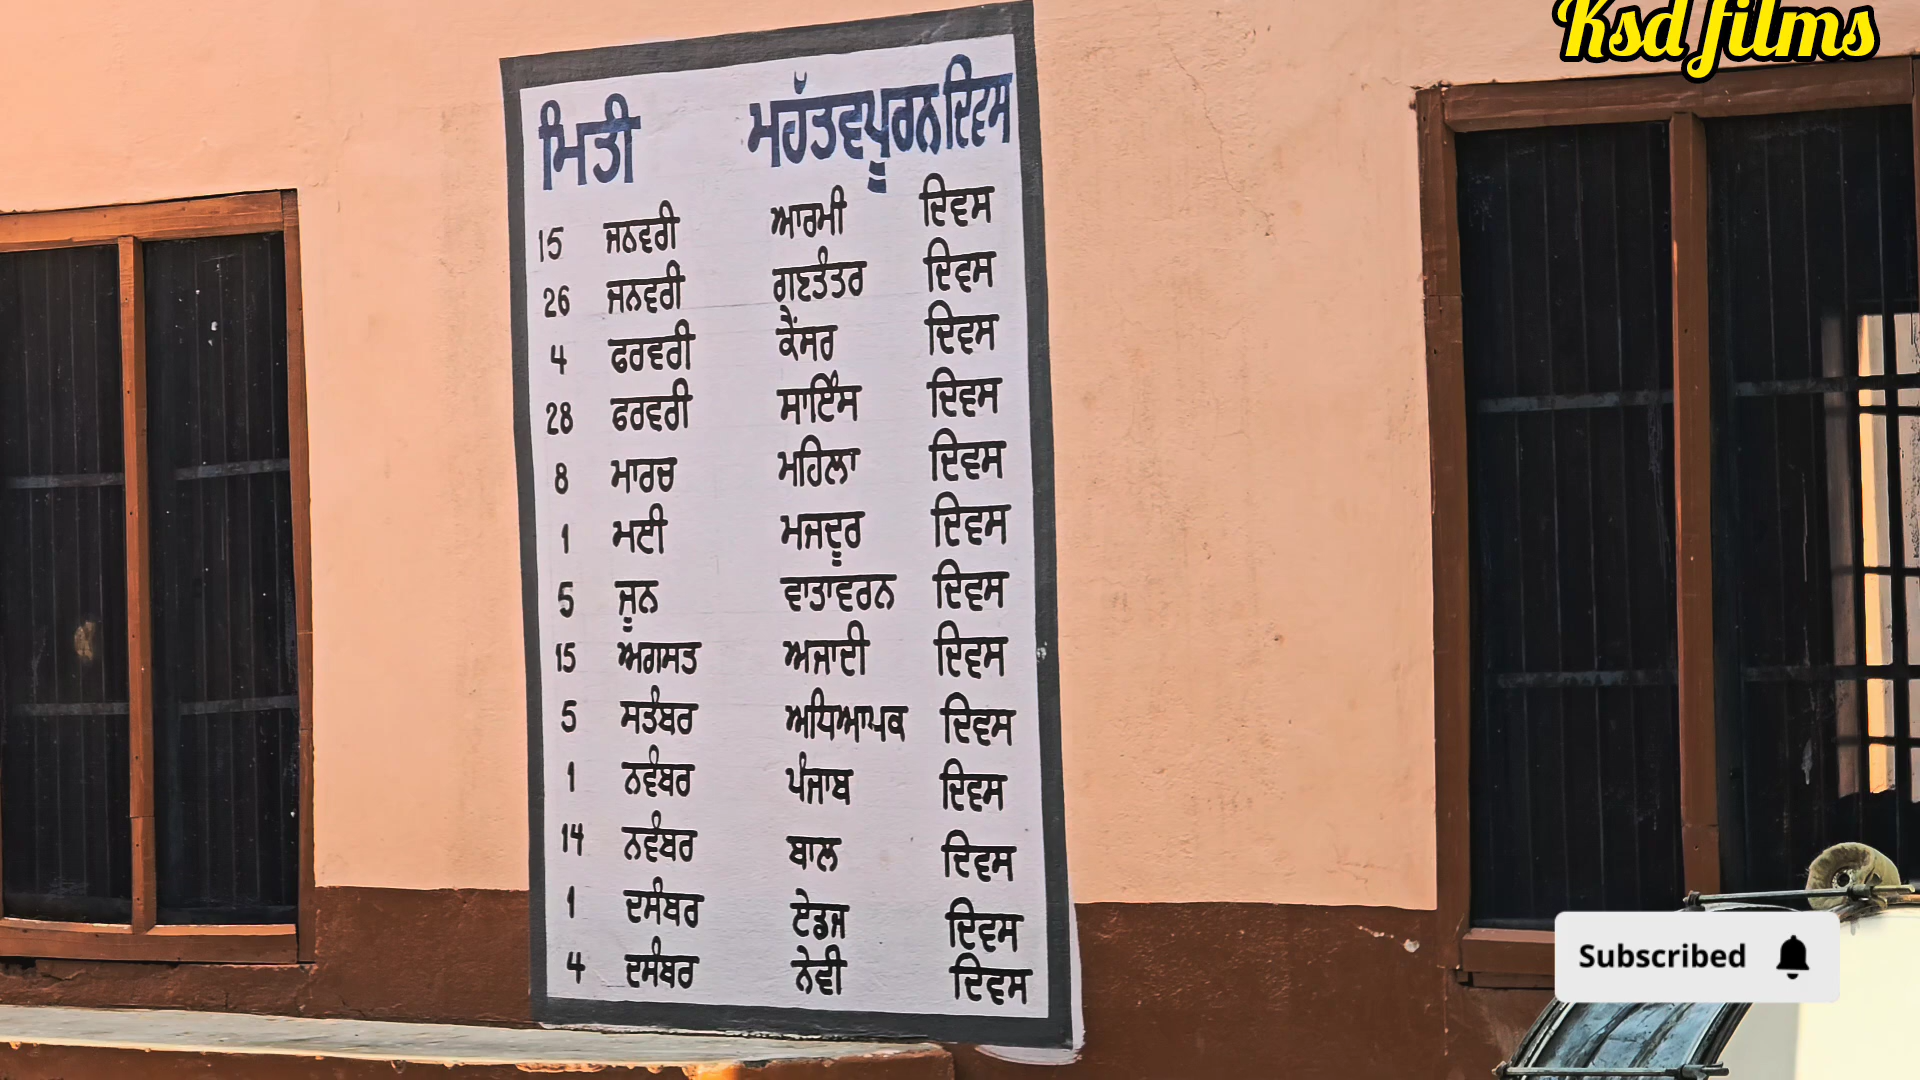 Ksd films
ਮਿਤੀ ਮਹੱਤਵਪੂਰਨ ਦਿਵਸ
15 ਜਨਵਰੀ ਆਰਮੀ ਦਿਵਸ
26 ਜਨਵਰੀ ਗਣਤੰਤਰ ਦਿਵਸ
4 ਫਰਵਰੀ ਕੈਂਸਰ ਦਿਵਸ
28 ਫਰਵਰੀ ਸਾਇੰਸ ਦਿਵਸ
8 ਮਾਰਚ ਮਹਿਲਾ ਦਿਵਸ
1 ਮਈ ਮਜਦੂਰ ਦਿਵਸ
5 ਜੂਨ ਵਾਤਾਵਰਨ ਦਿਵਸ
15 ਅਗਸਤ ਅਜਾਦੀ ਦਿਵਸ
5 ਸਤੰਬਰ ਅਧਿਆਪਕ ਦਿਵਸ
1 ਨਵੰਬਰ ਪੰਜਾਬ ਦਿਵਸ
14 ਨਵੰਬਰ ਬਾਲ ਦਿਵਸ
1 ਦਸੰਬਰ ਏਡਜ ਦਿਵਸ
4 ਦਸੰਬਰ ਨੇਵੀ ਦਿਵਸ
Subscribed